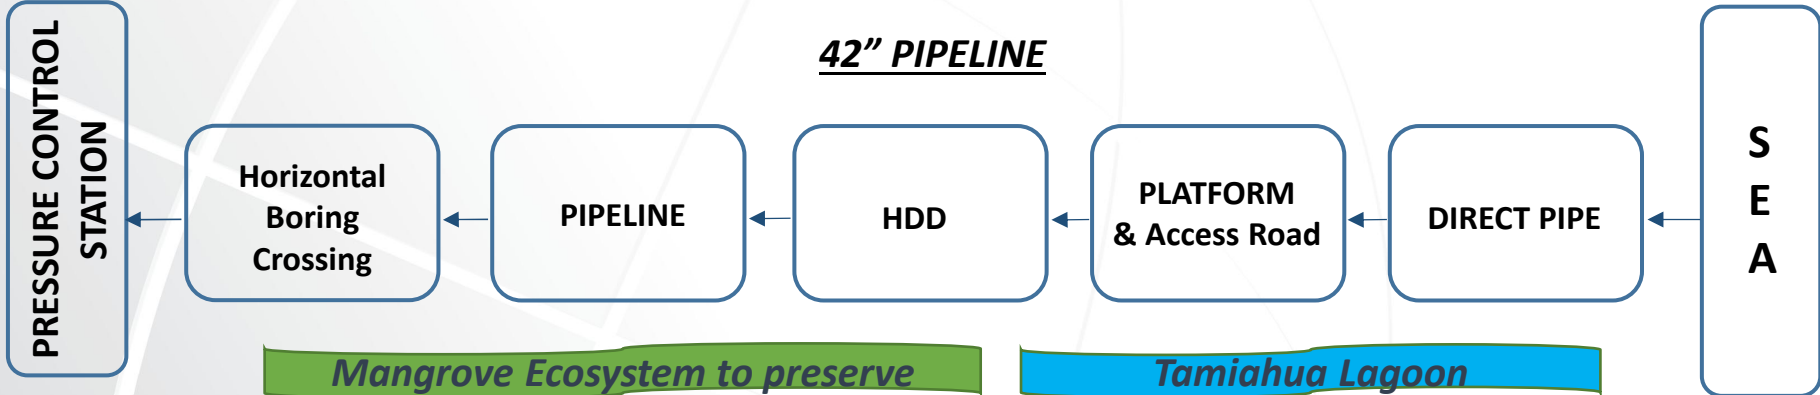 42” PIPELINE
PRESSURE CONTROL
STATION
Horizontal
Boring
Crossing
PIPELINE
HDD
PLATFORM
& Access Road
DIRECT PIPE
S
E
A
Mangrove Ecosystem to preserve
Tamiahua Lagoon